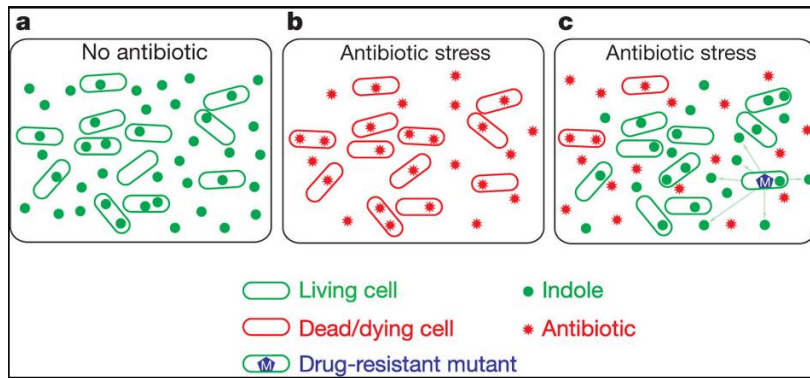 a
No antibiotic
b
Antibiotic stress
c
Antibiotic stress
M
Living cell
Indole
Dead/dying cell
Antibiotic
M
Drug-resistant mutant